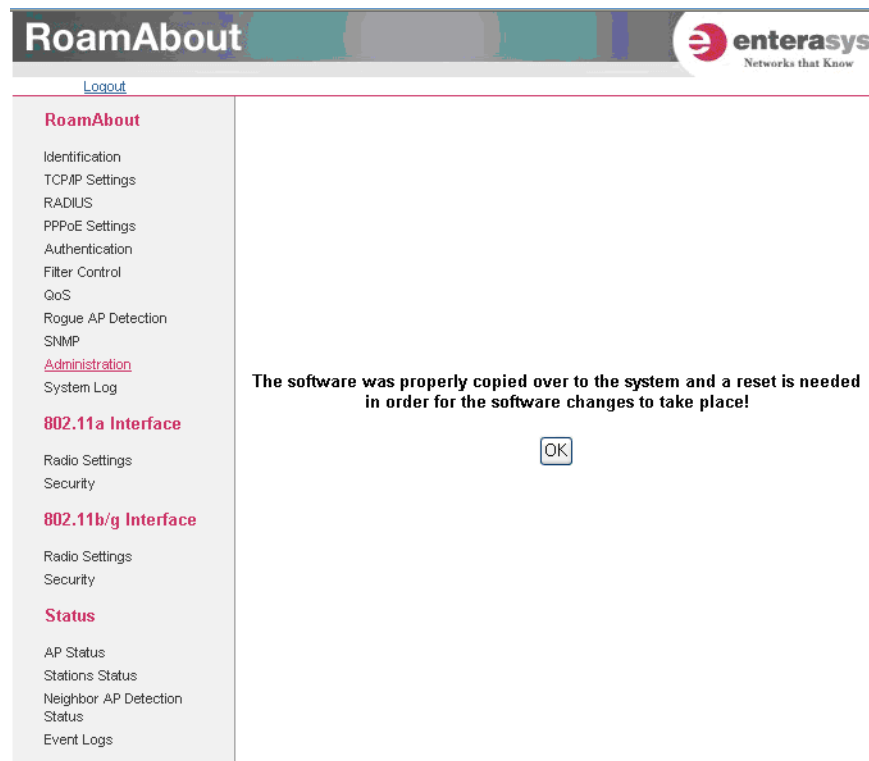 RoamAbout
enterasys
Networks that Know
Logout
RoamAbout
Identification
TCP/IP Settings
RADIUS
PPPoE Settings
Authentication
Filter Control
QoS
Rogue AP Detection
SNMP
Administration
System Log
802.11a Interface
Radio Settings
Security
802.11b/g Interface
Radio Settings
Security
Status
AP Status
Stations Status
Neighbor AP Detection
Status
Event Logs
The software was properly copied over to the system and a reset is needed
in order for the software changes to take place!
OK